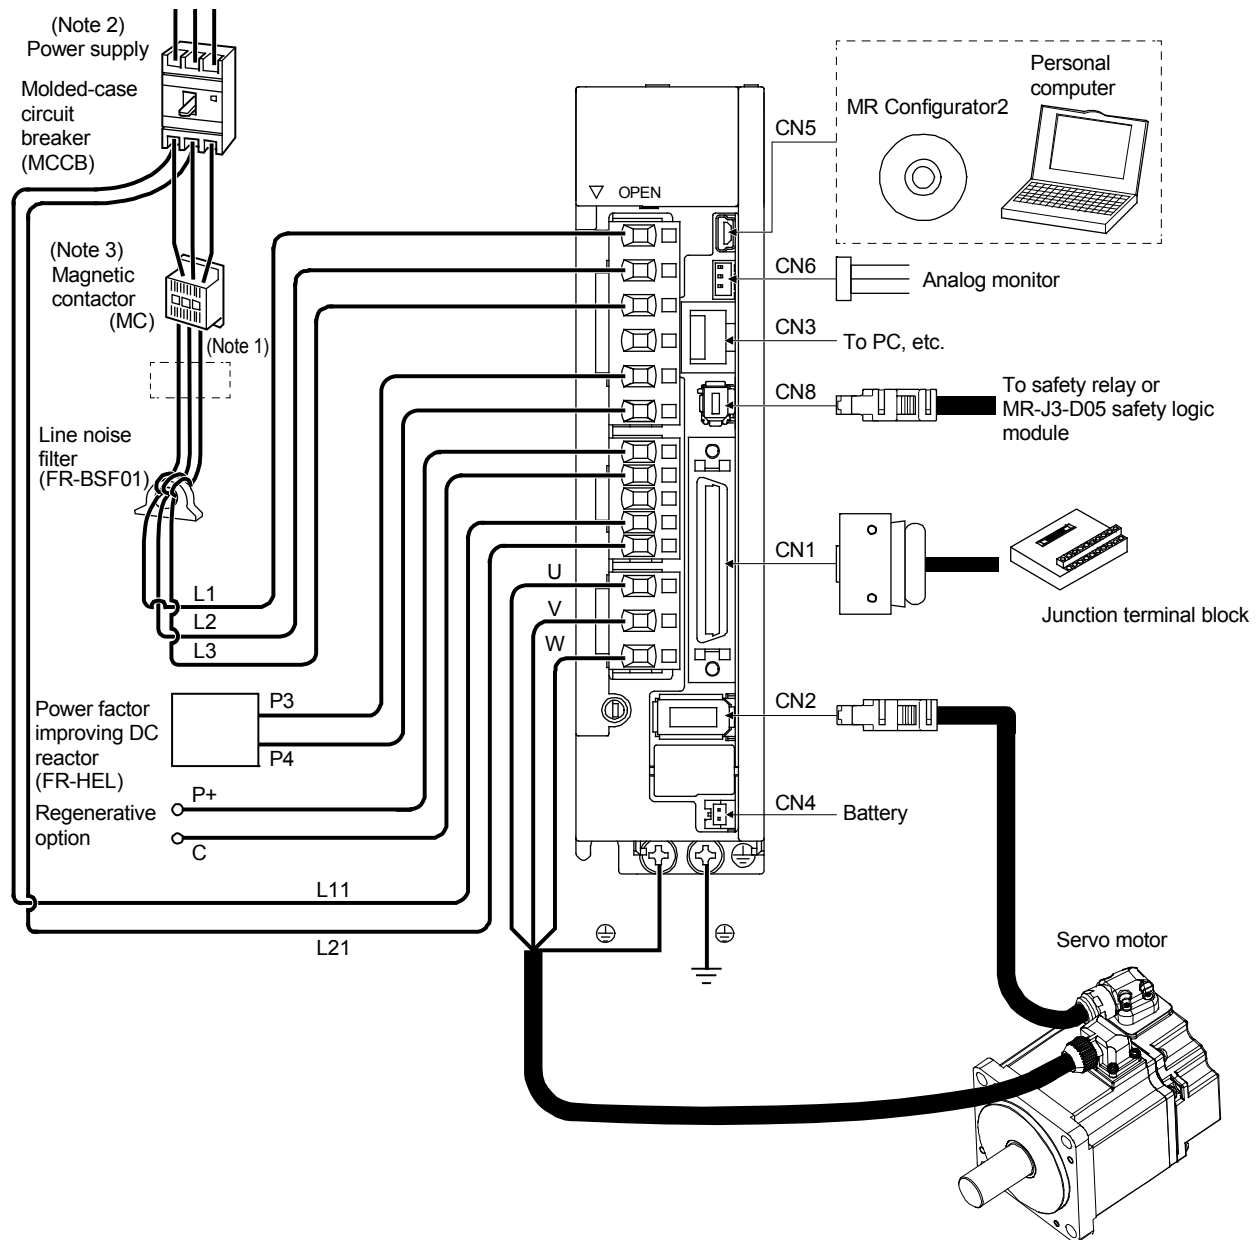 (Note 2)
Power supply
Molded-case
circuit
breaker
(MCCB)
(Note 3)
Magnetic
contactor
(MC)
(Note 1)
Line noise
filter
(FR-BSF01)
L1
L2
L3
Power factor
improving DC
reactor
(FR-HEL)
P3
P4
Regenerative
option
P+
C
L11
L21
OPEN
U
V
W
CN5
MR Configurator2
Personal
computer
CN6
Analog monitor
CN3
To PC, etc.
CN8
To safety relay or
MR-J3-D05 safety logic
module
CN1
Junction terminal block
CN2
CN4
Battery
Servo motor